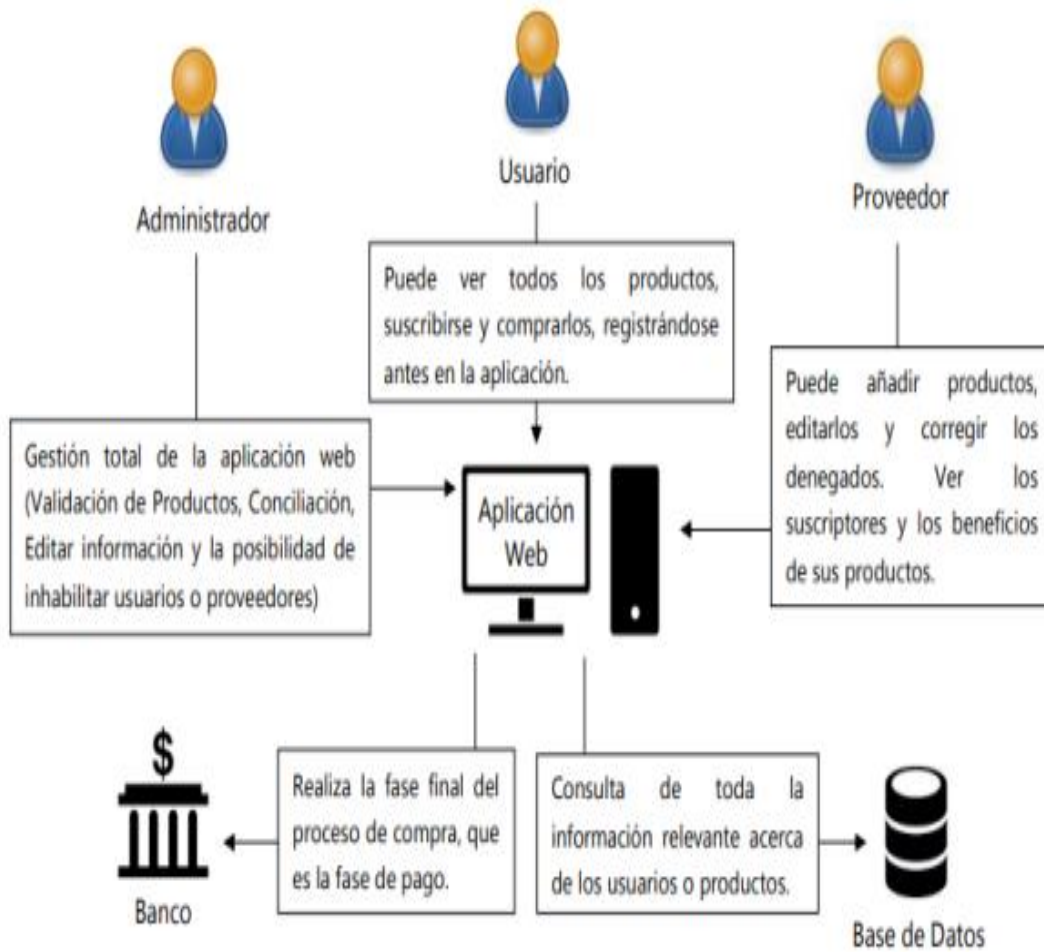 Usuario
Administrador
Proveedor
Puede ver todos los productos,
suscribirse y comprarlos, registrándose
antes en la aplicación.
Puede añadir productos,
editarlos y corregir los
denegados. Ver los
suscriptores y los beneficios
de sus productos.
Gestión total de la aplicación web
(Validación de Productos, Conciliación,
Editar información y la posibilidad de
inhabilitar usuarios o proveedores)
Aplicación
Web
$
Realiza la fase final del
proceso de compra, que
es la fase de pago.
Consulta de toda la
información relevante acerca
de los usuarios o productos.
Banco
Base de Datos